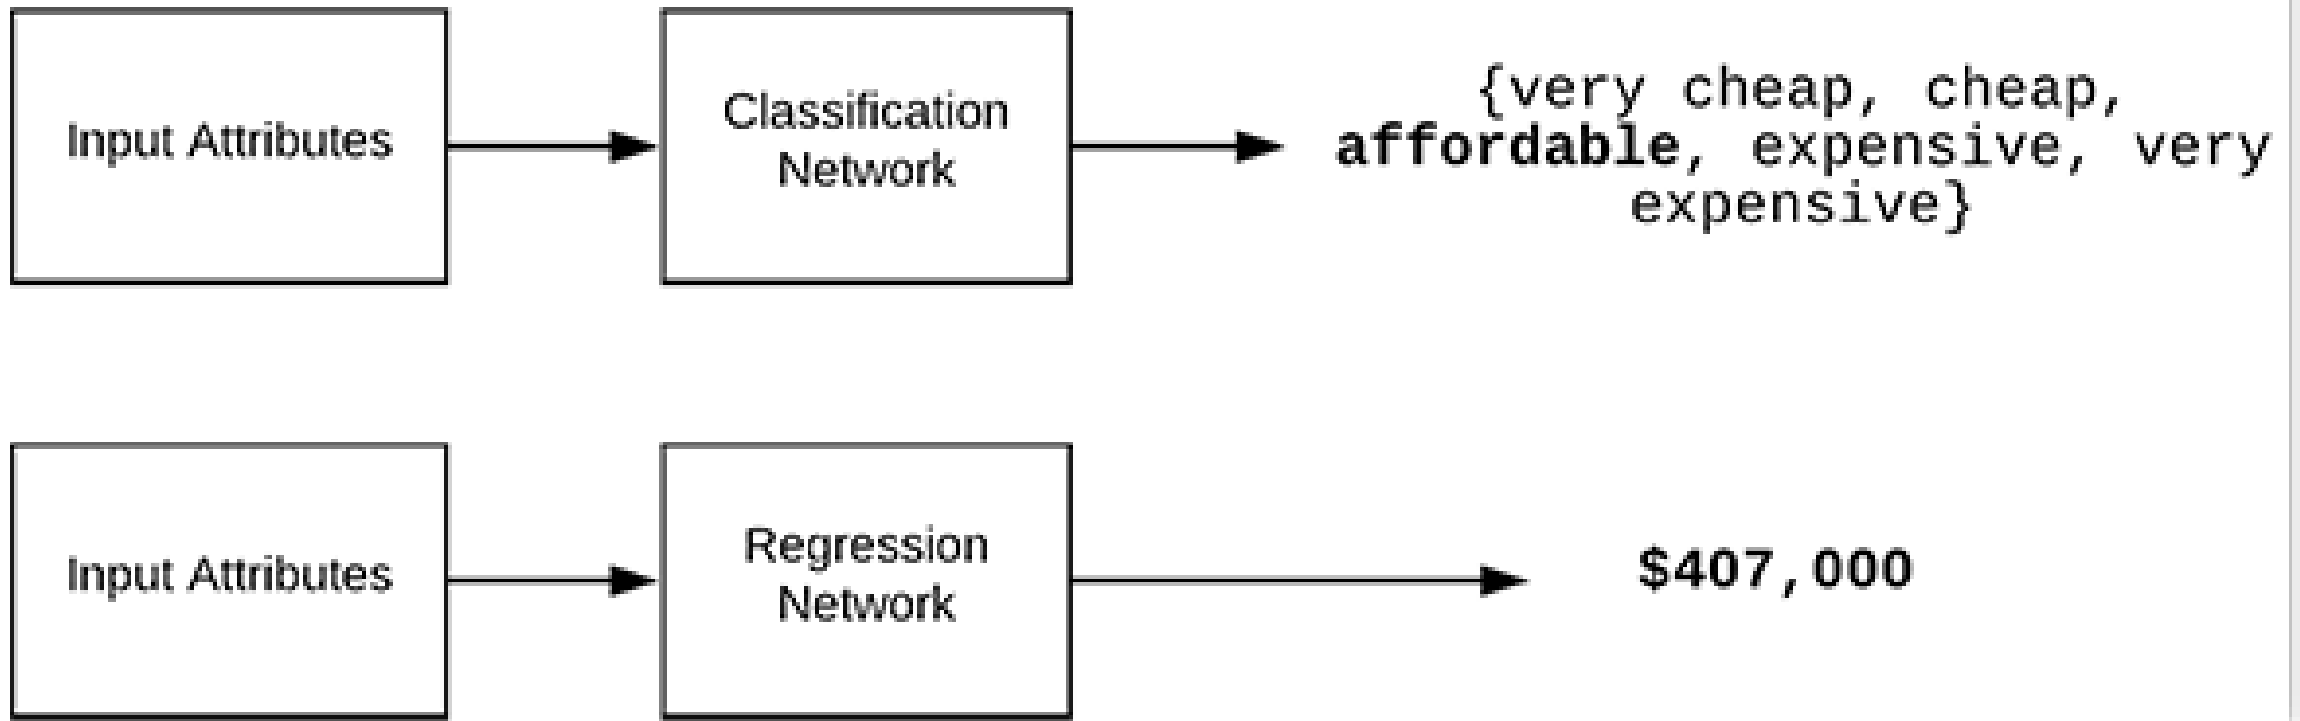 Input Attributes
Classification
Network
{very cheap, cheap,
affordable, expensive, very
expensive}
Input Attributes
Regression
Network
$407,000